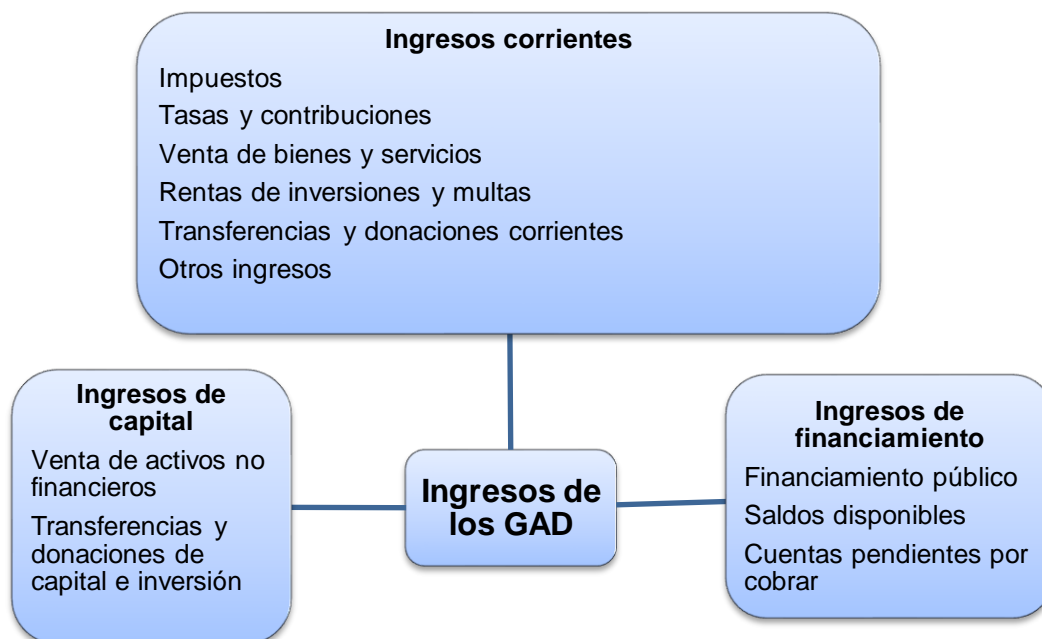 Ingresos corrientes
Impuestos
Tasas y contribuciones
Venta de bienes y servicios
Rentas de inversiones y multas
Transferencias y donaciones corrientes
Otros ingresos
Ingresos de
capital
Venta de activos no
financieros
Transferencias y
donaciones de
capital e inversión
Ingresos de
los GAD
Ingresos de
financiamiento
Financiamiento público
Saldos disponibles
Cuentas pendientes por
cobrar